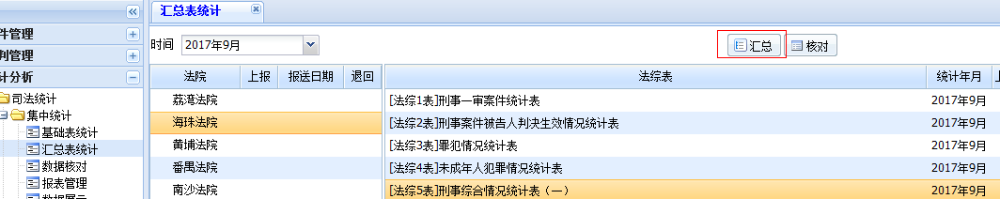 汇总表统计
件管理
判管理
计分析
司法统计
集中统计
基础表统计
汇总表统计
数据核对
报表管理
时间 2017年9月 汇总 核对
法院 上报 报送日期 退回 法综表 统计年月
荔湾法院 [法综1表]刑事一审案件统计表 2017年9月
海珠法院 [法综2表]刑事案件被告人判决生效情况统计表 2017年9月
黄埔法院 [法综3表]罪犯情况统计表 2017年9月
番禺法院 [法综4表]未成年人犯罪情况统计表 2017年9月
南沙法院 [法综5表]刑事综合情况统计表（一） 2017年9月